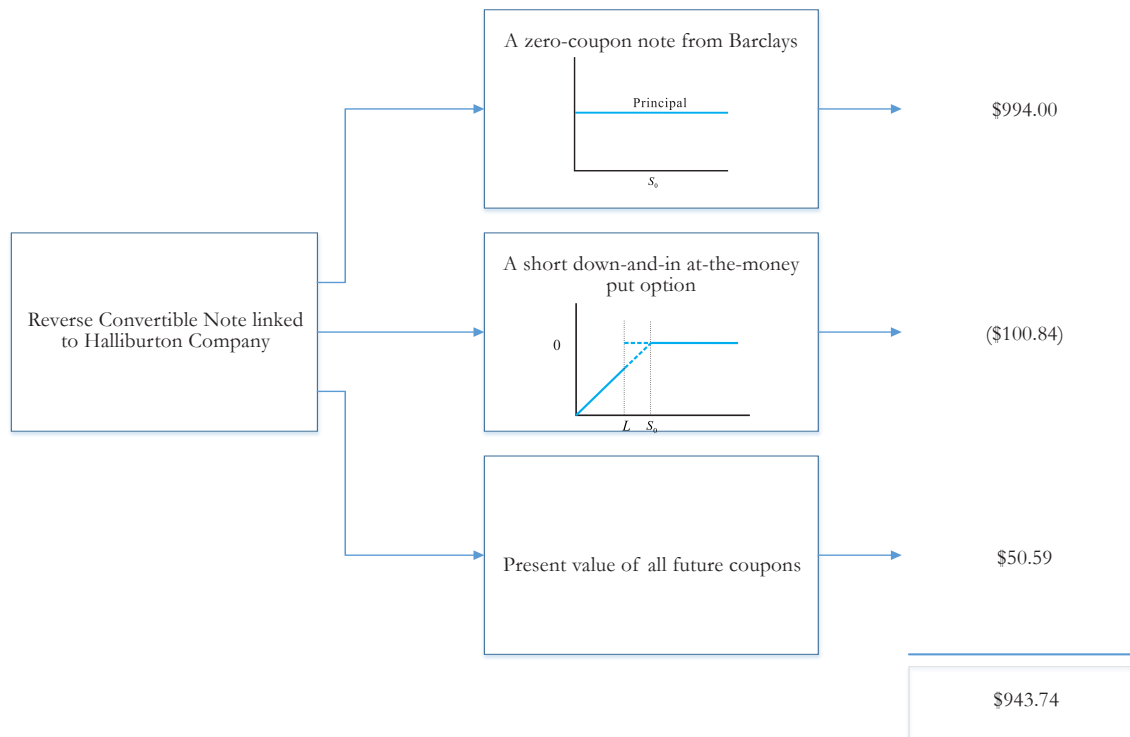 A zero-coupon note from Barclays
Principal
S₀
$994.00
Reverse Convertible Note linked
to Halliburton Company
A short down-and-in at-the-money
put option
0
L S₀
($100.84)
Present value of all future coupons
$50.59
$943.74